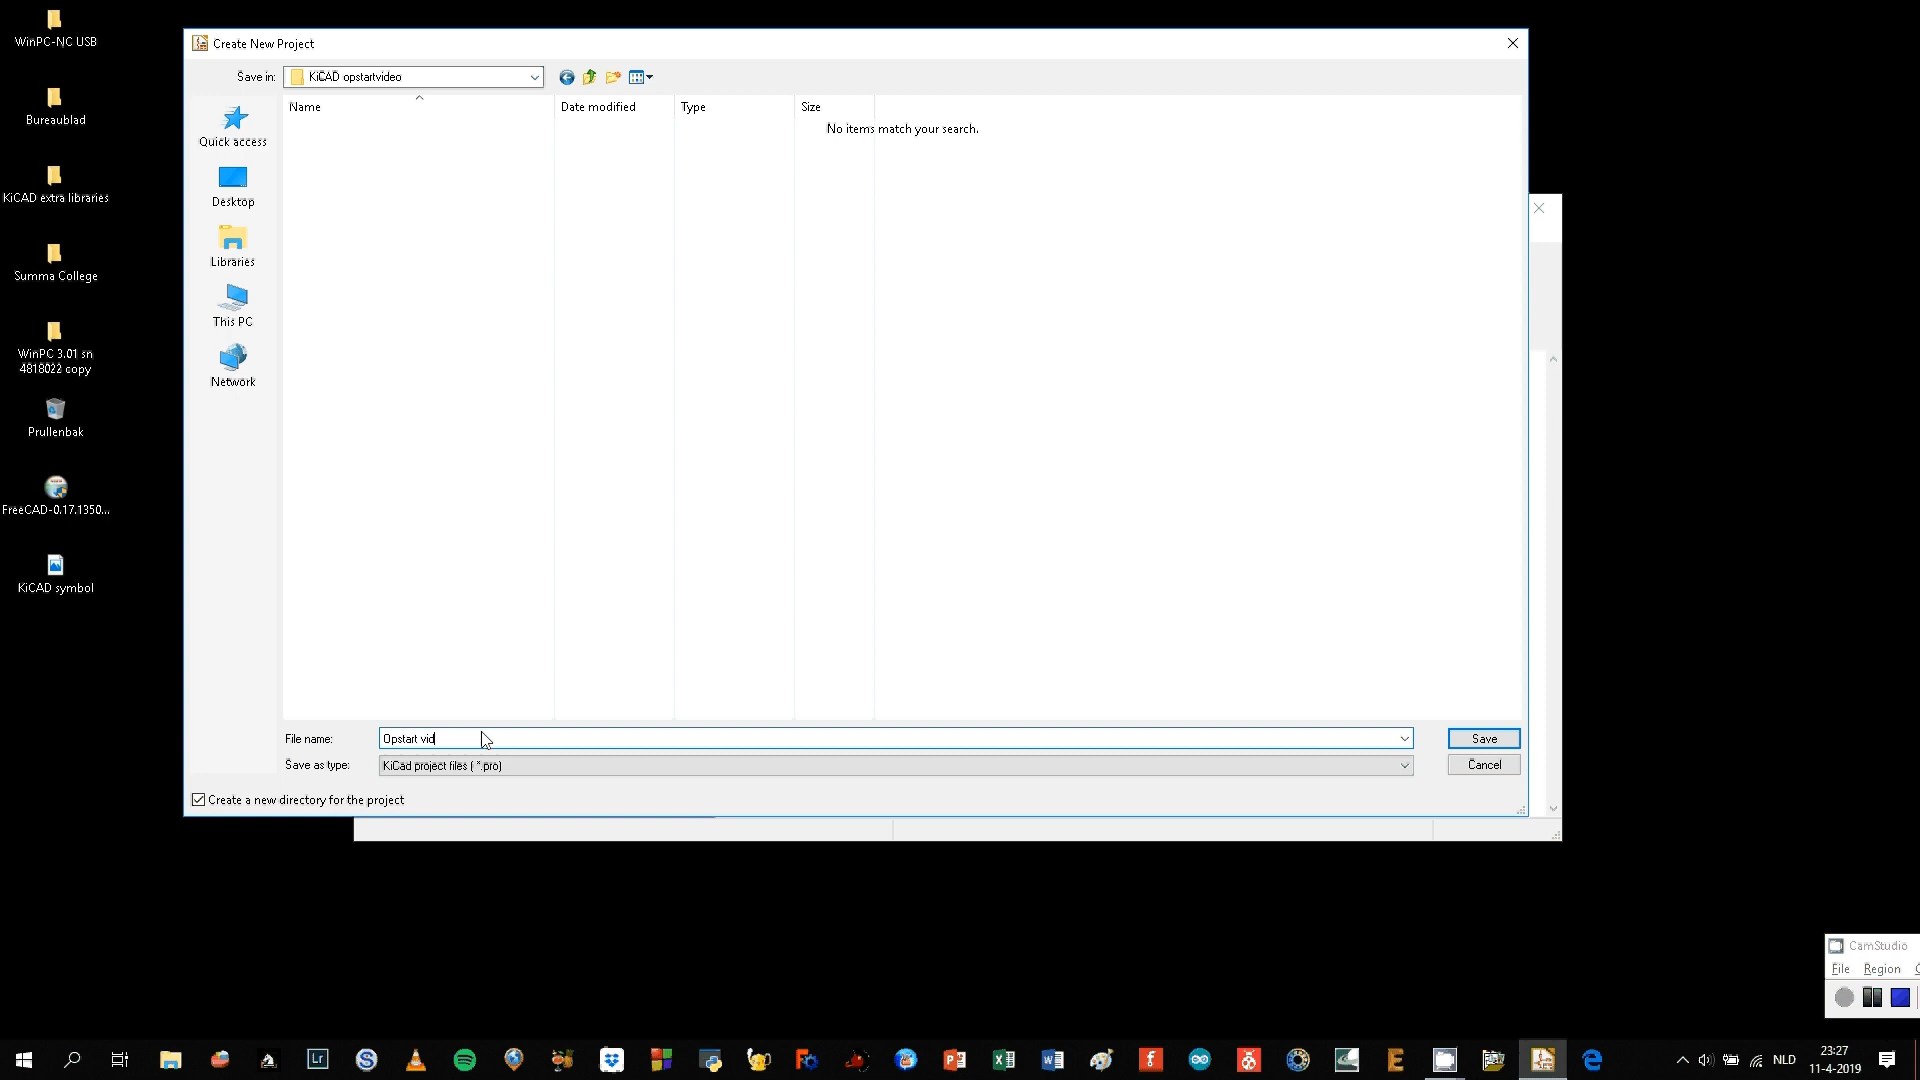 WinPC-NC USB
Bureaublad
KiCAD extra libraries
Summa College
WinPC 3.01 sn
4818022 copy
Prullenbak
FreeCAD-0.17.1350...
KiCAD symbol
Create New Project
Save in:
KiCAD opstartvideo
Quick access
Desktop
Libraries
This PC
Network
Name
Date modified
Type
Size
No items match your search.
File name:
Opstart vid
Save
Save as type:
KiCad project files (*.pro)
Cancel
Create a new directory for the project
CamStudio
File
Region
Lr
NLD
23:27
11-4-2019